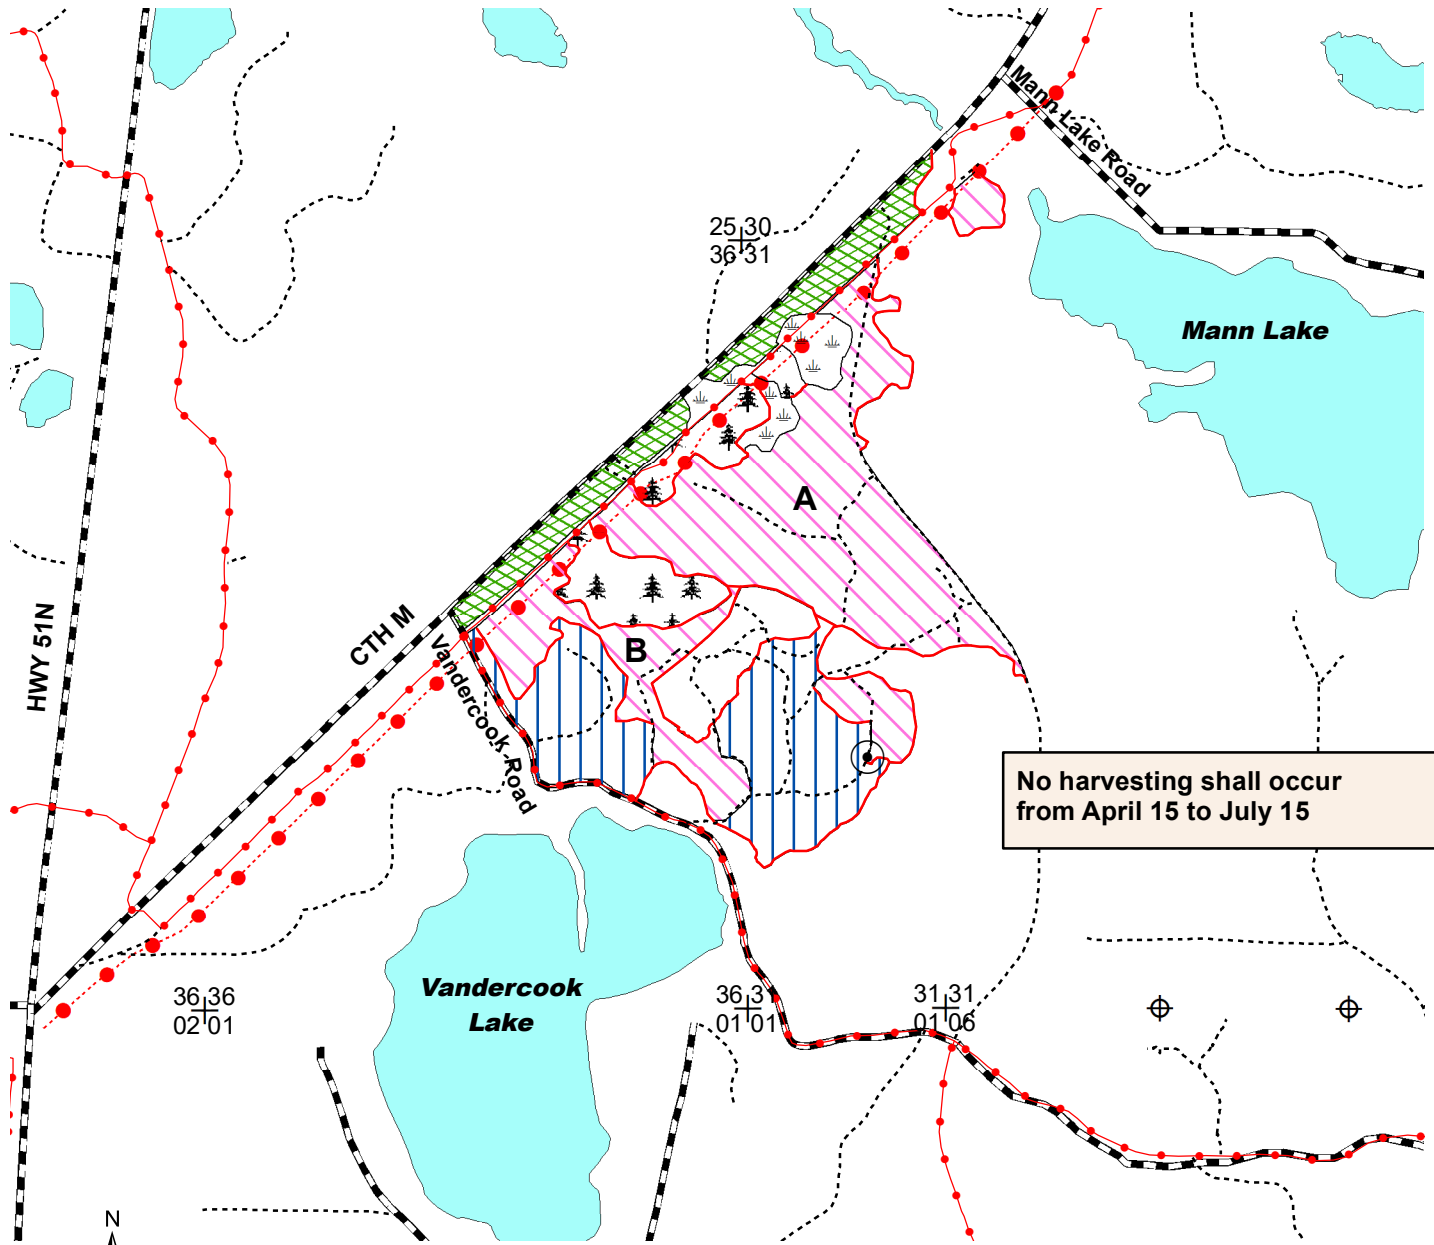 Mann Lake Road
25 30
36 31
Mann Lake
A
HWY 51N
CTH M
B
Vandercook Road
No harvesting shall occur
from April 15 to July 15
Vandercook
Lake
36 36
02 01
36 3
01 01
31 31
01 06
N